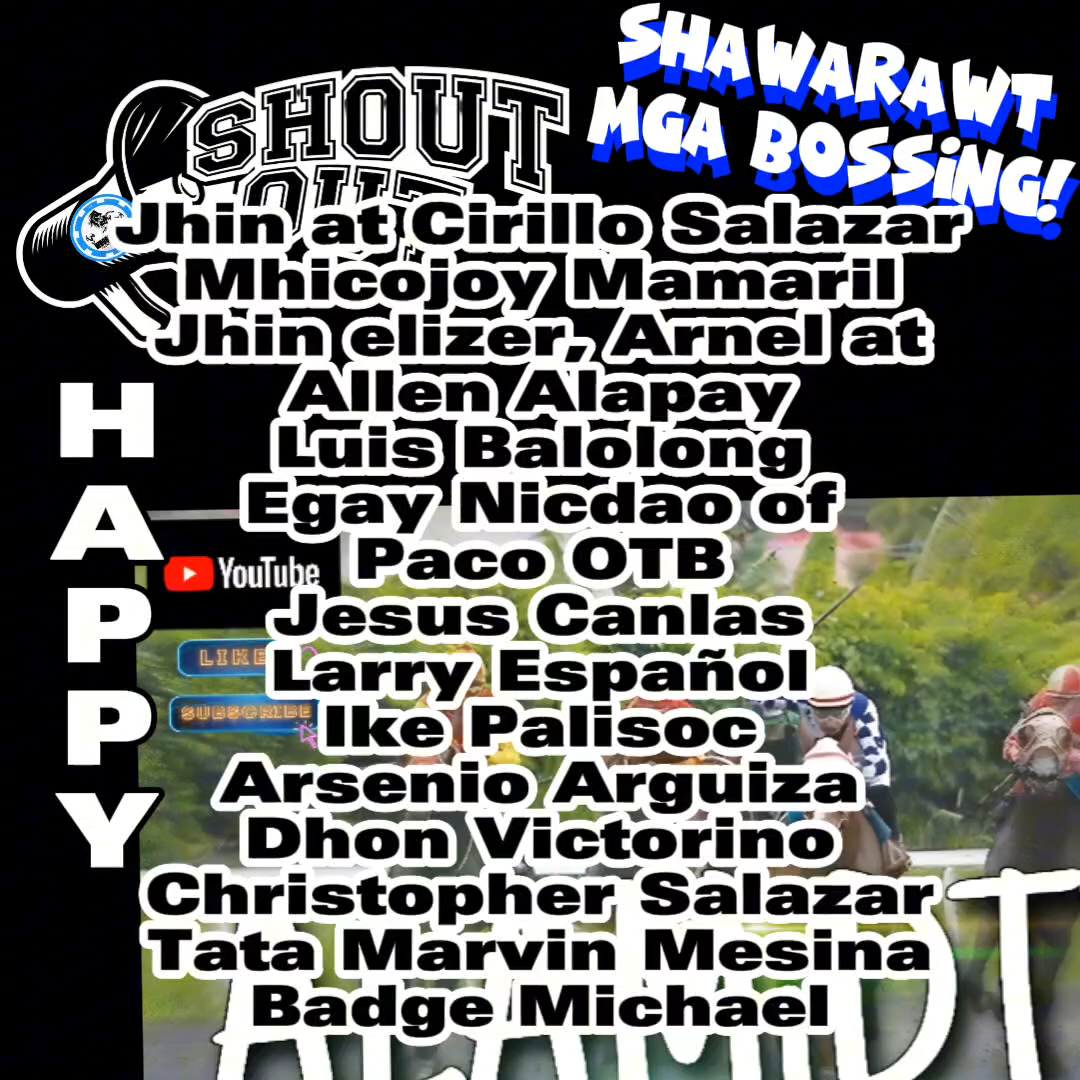 SHAWARAWT
MGA BOSSiNG!
SHOUT
OUT
Jhin at Cirillo Salazar
Mhicojoy Mamaril
Jhin elizer, Arnel at
Allen Alapay
Luis Balolong
Egay Nicdao of
Paco OTB
Jesus Canlas
Larry Español
Ike Palisoc
Arsenio Arguiza
Dhon Victorino
Christopher Salazar
Tata Marvin Mesina
Badge Michael
HAPPY
YouTube
LIKE
SUBSCRIBE